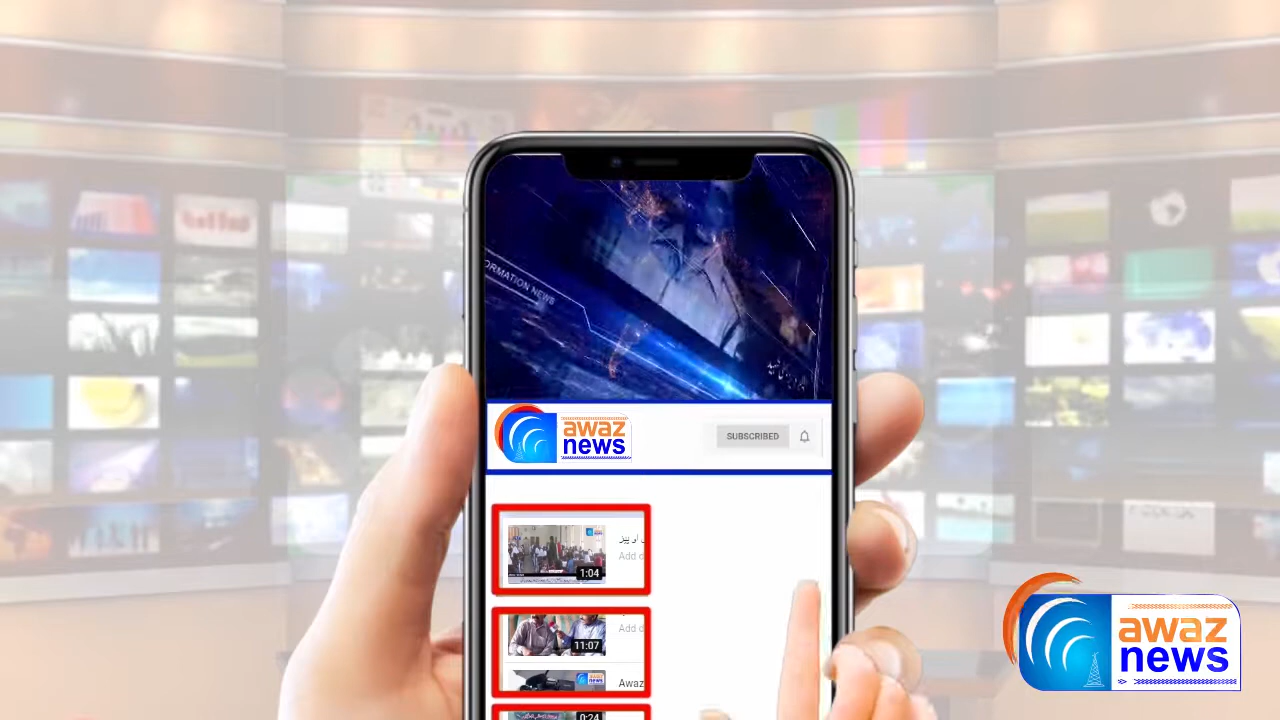 ORMATION NEWS
awaz
news
SUBSCRIBED
1:04
Add d
Add d
11:07
Awaz
0:24
awaz
news